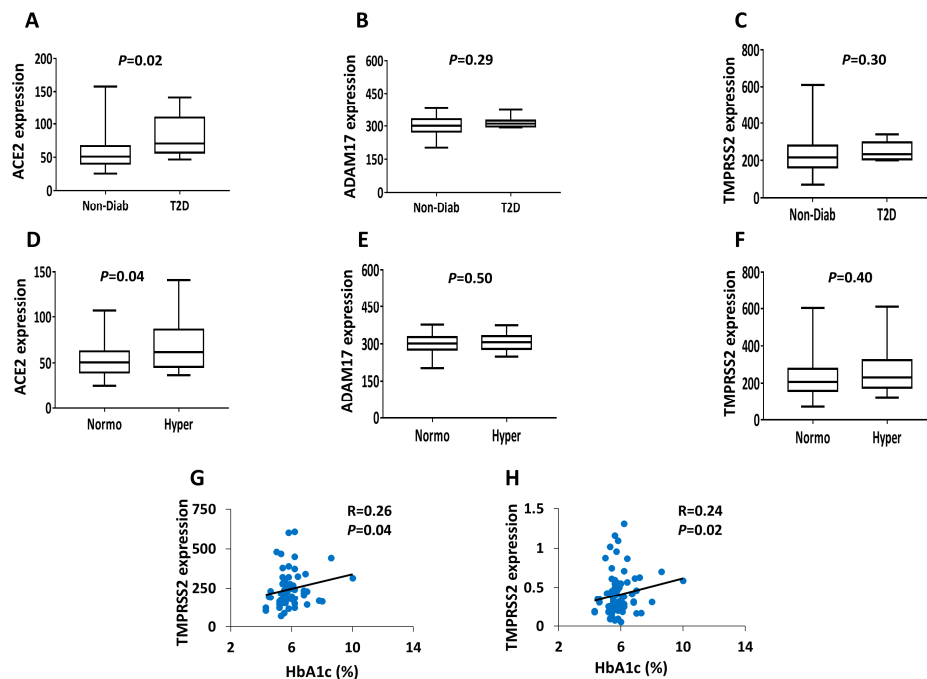 A
ACE2 expression
200
150
100
50
0
P=0.02
Non-Diab T2D
B
ADAM17 expression
600
450
300
150
0
P=0.29
Non-Diab T2D
C
TMPRSS2 expression
800
600
400
200
0
P=0.30
Non-Diab T2D
D
ACE2 expression
150
100
50
0
P=0.04
Normo Hyper
E
ADAM17 expression
600
450
300
150
0
P=0.50
Normo Hyper
F
TMPRSS2 expression
800
600
400
200
0
P=0.40
Normo Hyper
G
TMPRSS2 expression
750
500
250
0
R=0.26
P=0.04
2 6 10 14
HbA1c (%)
H
TMPRSS2 expression
1.5
1
0.5
0
R=0.24
P=0.02
2 6 10 14
HbA1c (%)